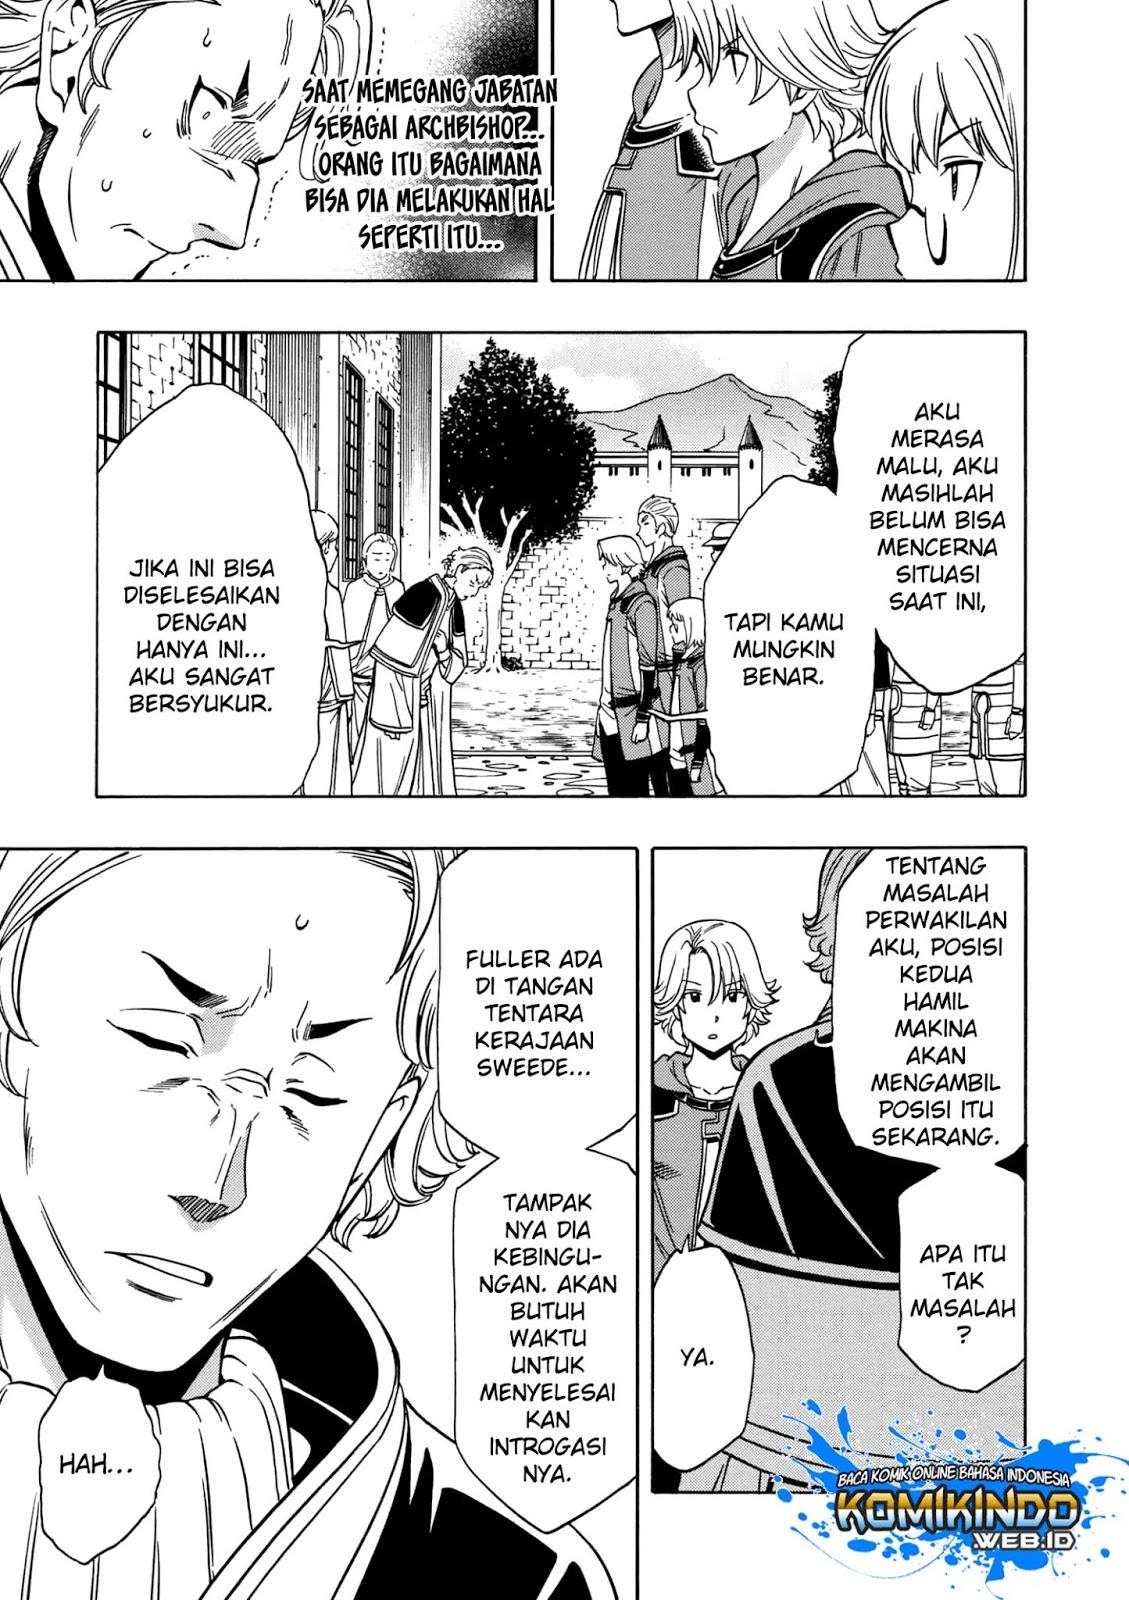 SAAT MEMEGANG JABATAN
SEBAGAI ARCHBISHOP...
ORANG ITU BAGAIMANA
BISA DIA MELAKUKAN HAL
SEPERTI ITU...
AKU
MERASA
MALU, AKU
MASIHLAH
BELUM BISA
MENCERNA
SITUASI
SAAT INI,
TAPI KAMU
MUNGKIN
BENAR.
JIKA INI BISA
DISELESAIKAN
DENGAN
HANYA INI...
AKU SANGAT
BERSYUKUR.
TENTANG
MASALAH
PERWAKILAN
AKU, POSISI
KEDUA
HAMIL
MAKINA
AKAN
MENGAMBIL
POSISI ITU
SEKARANG.
APA ITU
TAK
MASALAH
?
YA.
FULLER ADA
DI TANGAN
TENTARA
KERAJAAN
SWEEDE...
TAMPAK
NYA DIA
KEBINGU-
NGAN. AKAN
BUTUH
WAKTU
UNTUK
MENYELESAI
KAN
INTROGASI
NYA.
HAH...
BACA KOMIK ONLINE BAHASA INDONESIA
KOMIKINDO
.WEB.ID